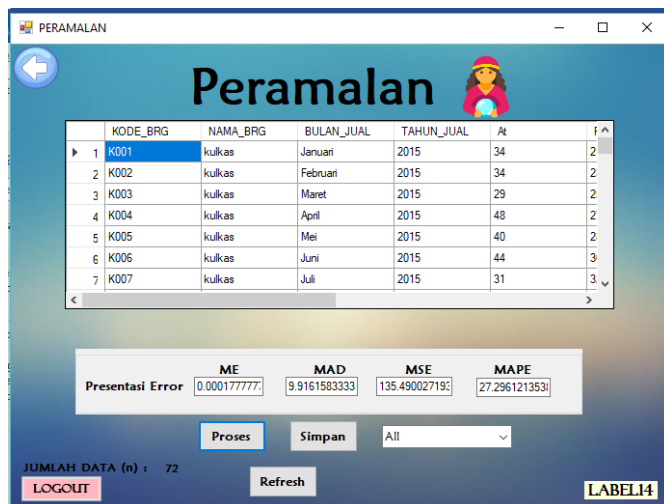 PERAMALAN
Peramalan
KODE_BRG NAMA_BRG BULAN_JUAL TAHUN_JUAL At
1 K001 kulkas Januari 2015 34
2 K002 kulkas Februari 2015 34
3 K003 kulkas Maret 2015 29
4 K004 kulkas April 2015 48
5 K005 kulkas Mei 2015 40
6 K006 kulkas Juni 2015 44
7 K007 kulkas Juli 2015 31
ME MAD MSE MAPE
Presentasi Error 0.000177777 9.9161583333 135.490027193 27.296121353
Proses Simpan All
JUMLAH DATA (n) : 72
Refresh
LOGOUT LABEL14